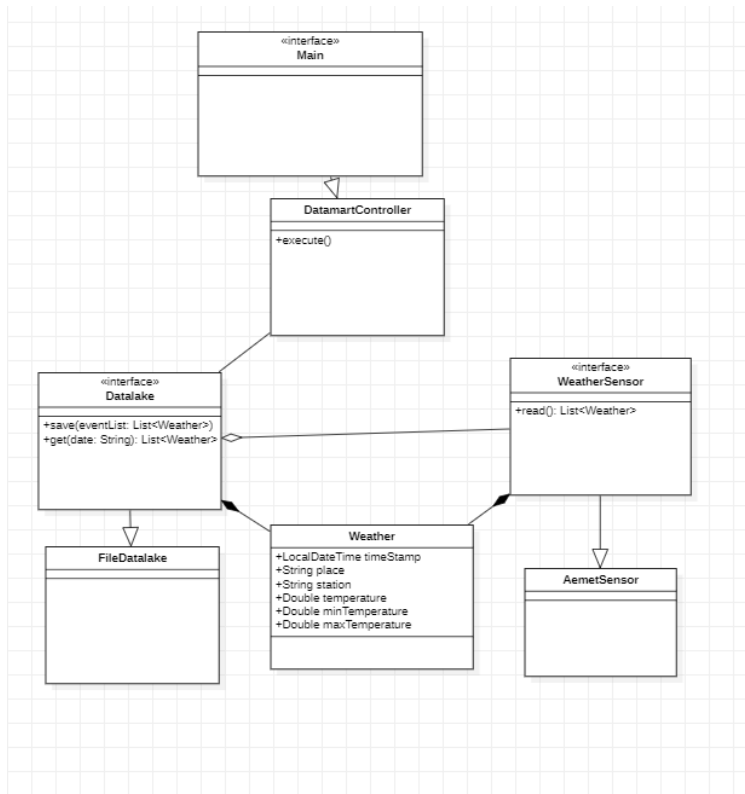 «interface»
Main
DatamartController
+execute()
«interface»
Datalake
+save(eventList: List<Weather>)
+get(date: String): List<Weather>
«interface»
WeatherSensor
+read(): List<Weather>
Weather
+LocalDateTime timeStamp
+String place
+String station
+Double temperature
+Double minTemperature
+Double maxTemperature
FileDatalake
AemetSensor